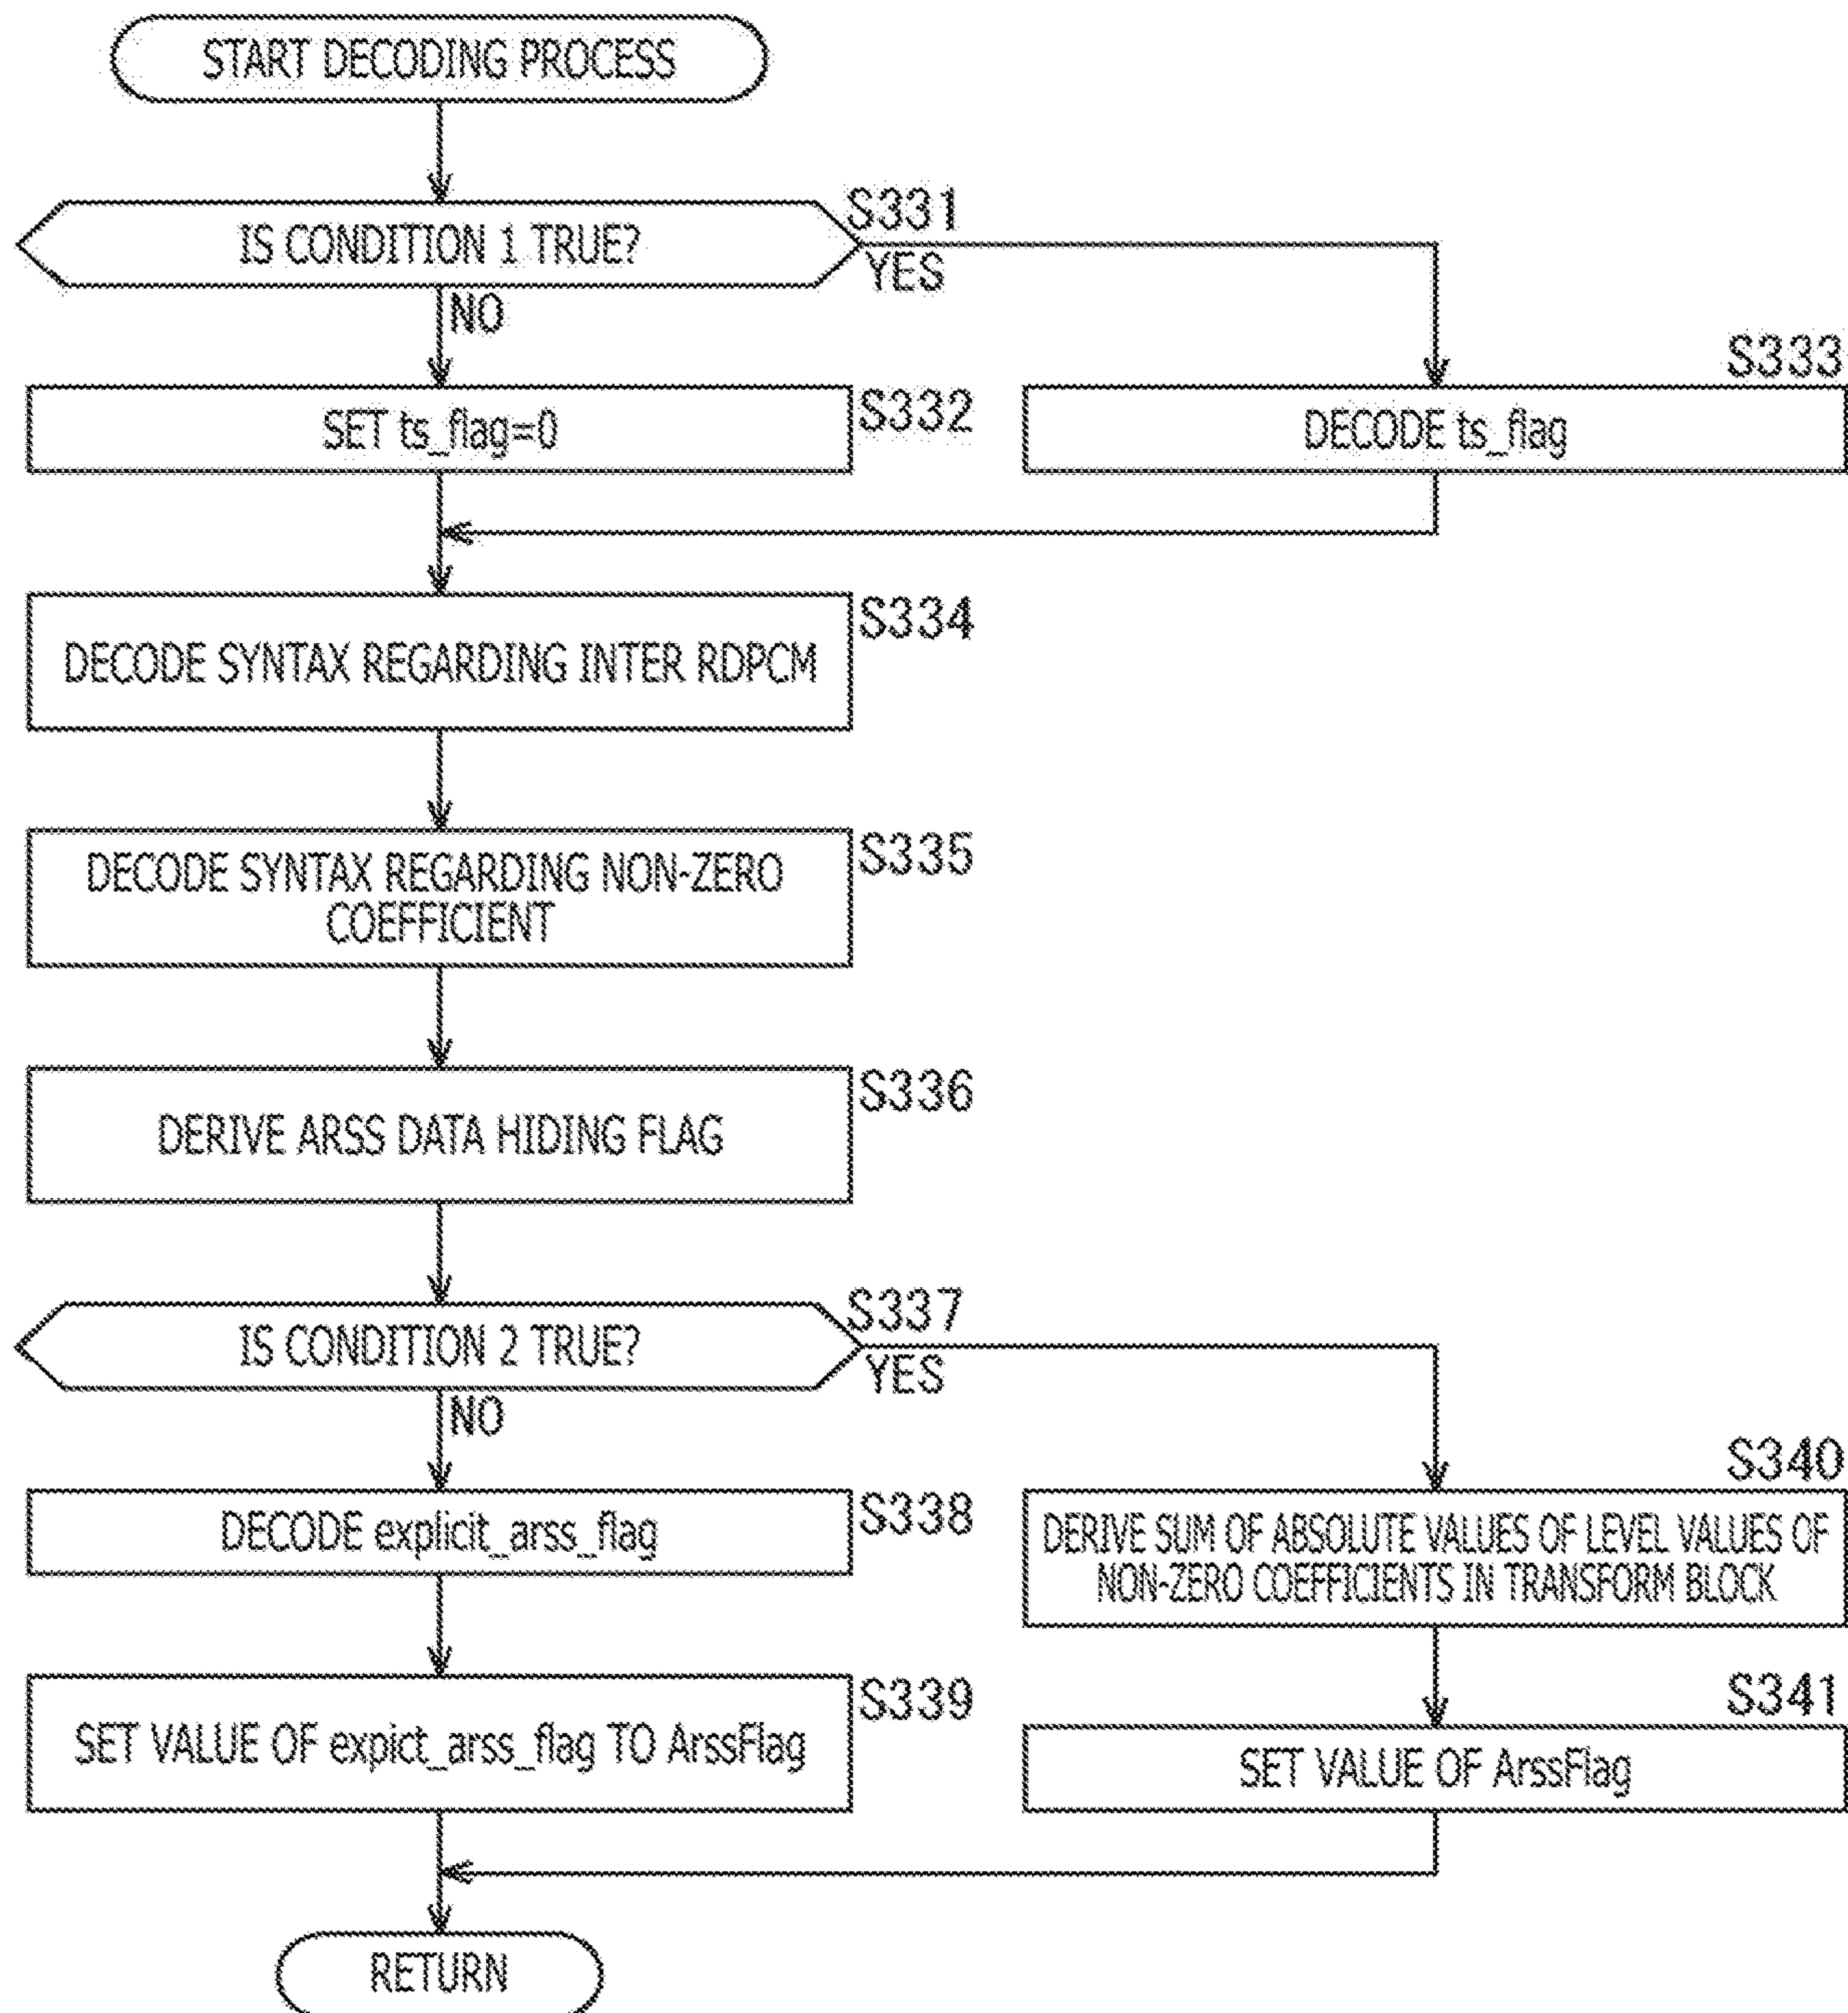 START DECODING PROCESS
IS CONDITION 1 TRUE?
S331
YES
NO
SET ts_flag=0
S332
S333
DECODE ts_flag
DECODE SYNTAX REGARDING INTER RDPCM
S334
DECODE SYNTAX REGARDING NON-ZERO
COEFFICIENT
S335
DERIVE ARSS DATA HIDING FLAG
S336
IS CONDITION 2 TRUE?
S337
YES
NO
DECODE explicit_arss_flag
S338
S340
DERIVE SUM OF ABSOLUTE VALUES OF LEVEL VALUES OF
NON-ZERO COEFFICIENTS IN TRANSFORM BLOCK
SET VALUE OF expict_arss_flag TO ArssFlag
S339
S341
SET VALUE OF ArssFlag
RETURN